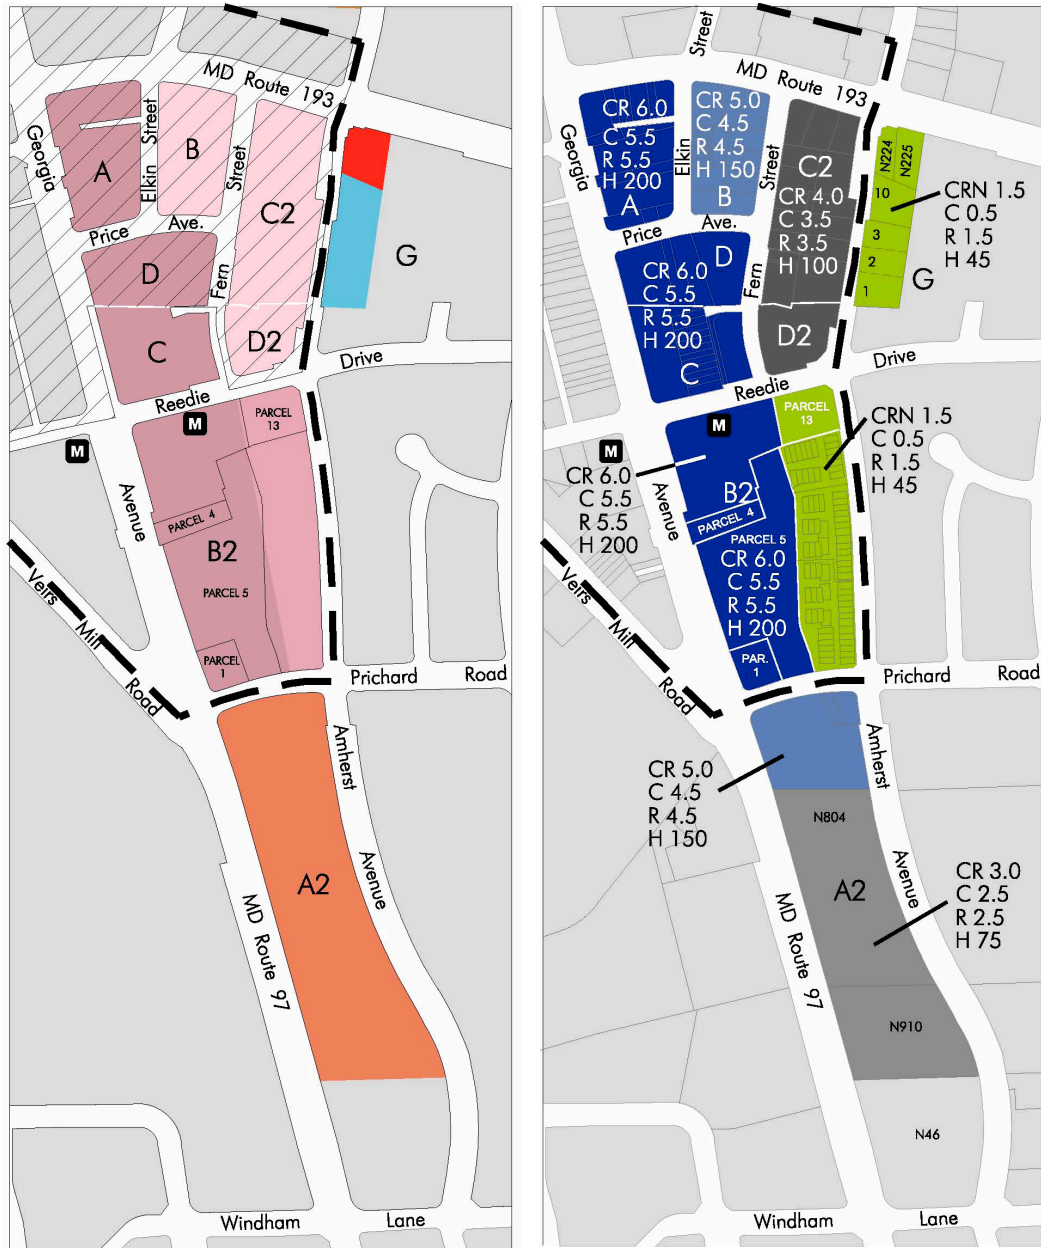 MD Route 193
Georgia
Elkin
Street
A
B
Street
C2
Price
Ave.
D
Fern
G
C
D2
Drive
Reedie
M
PARCEL
13
M
Avenue
PARCEL 4
B2
PARCEL 5
PARCEL
1
Veirs
Mill
Road
Prichard
Road
Amherst
Avenue
A2
MD Route 97
Windham
Lane
Street
MD Route 193
Georgia
CR 6.0
C 5.5
R 5.5
H 200
A
Elkin
CR 5.0
C 4.5
R 4.5
H 150
B
Street
C2
CR 4.0
C 3.5
R 3.5
H 100
N224
N225
10
3
2
1
CRN 1.5
C 0.5
R 1.5
H 45
G
Price
Ave.
D
CR 6.0
C 5.5
R 5.5
H 200
C
Fern
D2
Drive
Reedie
M
PARCEL
13
CRN 1.5
C 0.5
R 1.5
H 45
M
CR 6.0
C 5.5
R 5.5
H 200
Avenue
B2
PARCEL 4
PARCEL 5
CR 6.0
C 5.5
R 5.5
H 200
PAR.
1
Veirs
Mill
Road
Prichard
Road
Amherst
Avenue
CR 5.0
C 4.5
R 4.5
H 150
N804
A2
CR 3.0
C 2.5
R 2.5
H 75
MD Route 97
N910
N46
Windham
Lane